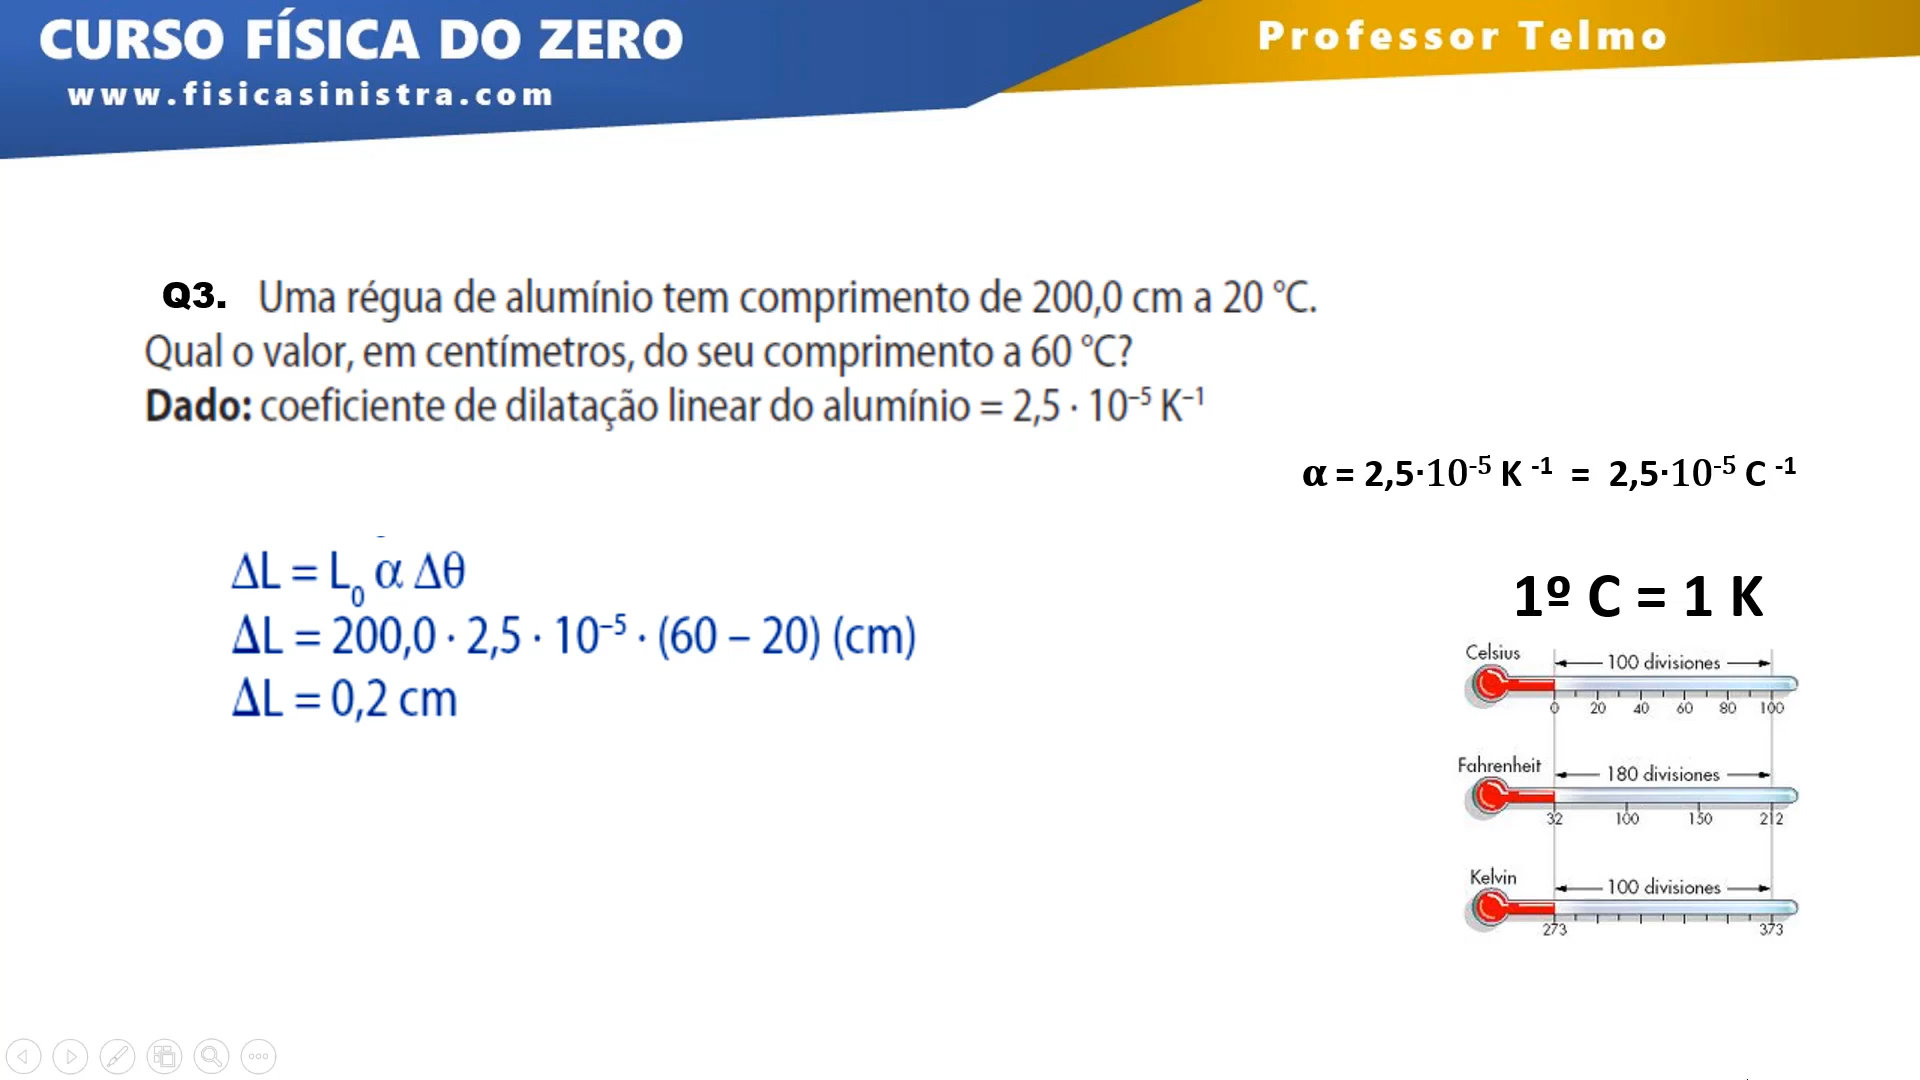 CURSO FÍSICA DO ZERO
www.fisicasinistra.com
Professor Telmo
Q3. Uma régua de alumínio tem comprimento de 200,0 cm a 20 °C.
Qual o valor, em centímetros, do seu comprimento a 60 °C?
Dado: coeficiente de dilatação linear do alumínio = 2,5 · 10⁻⁵ K⁻¹
α = 2,5·10⁻⁵ K ⁻¹ = 2,5·10⁻⁵ C ⁻¹
ΔL = L₀ α Δθ
ΔL = 200,0 · 2,5 · 10⁻⁵ · (60 – 20) (cm)
ΔL = 0,2 cm
1º C = 1 K
Celsius
100 divisiones
0 20 40 60 80 100
Fahrenheit
180 divisiones
32 100 150 212
Kelvin
100 divisiones
273 373